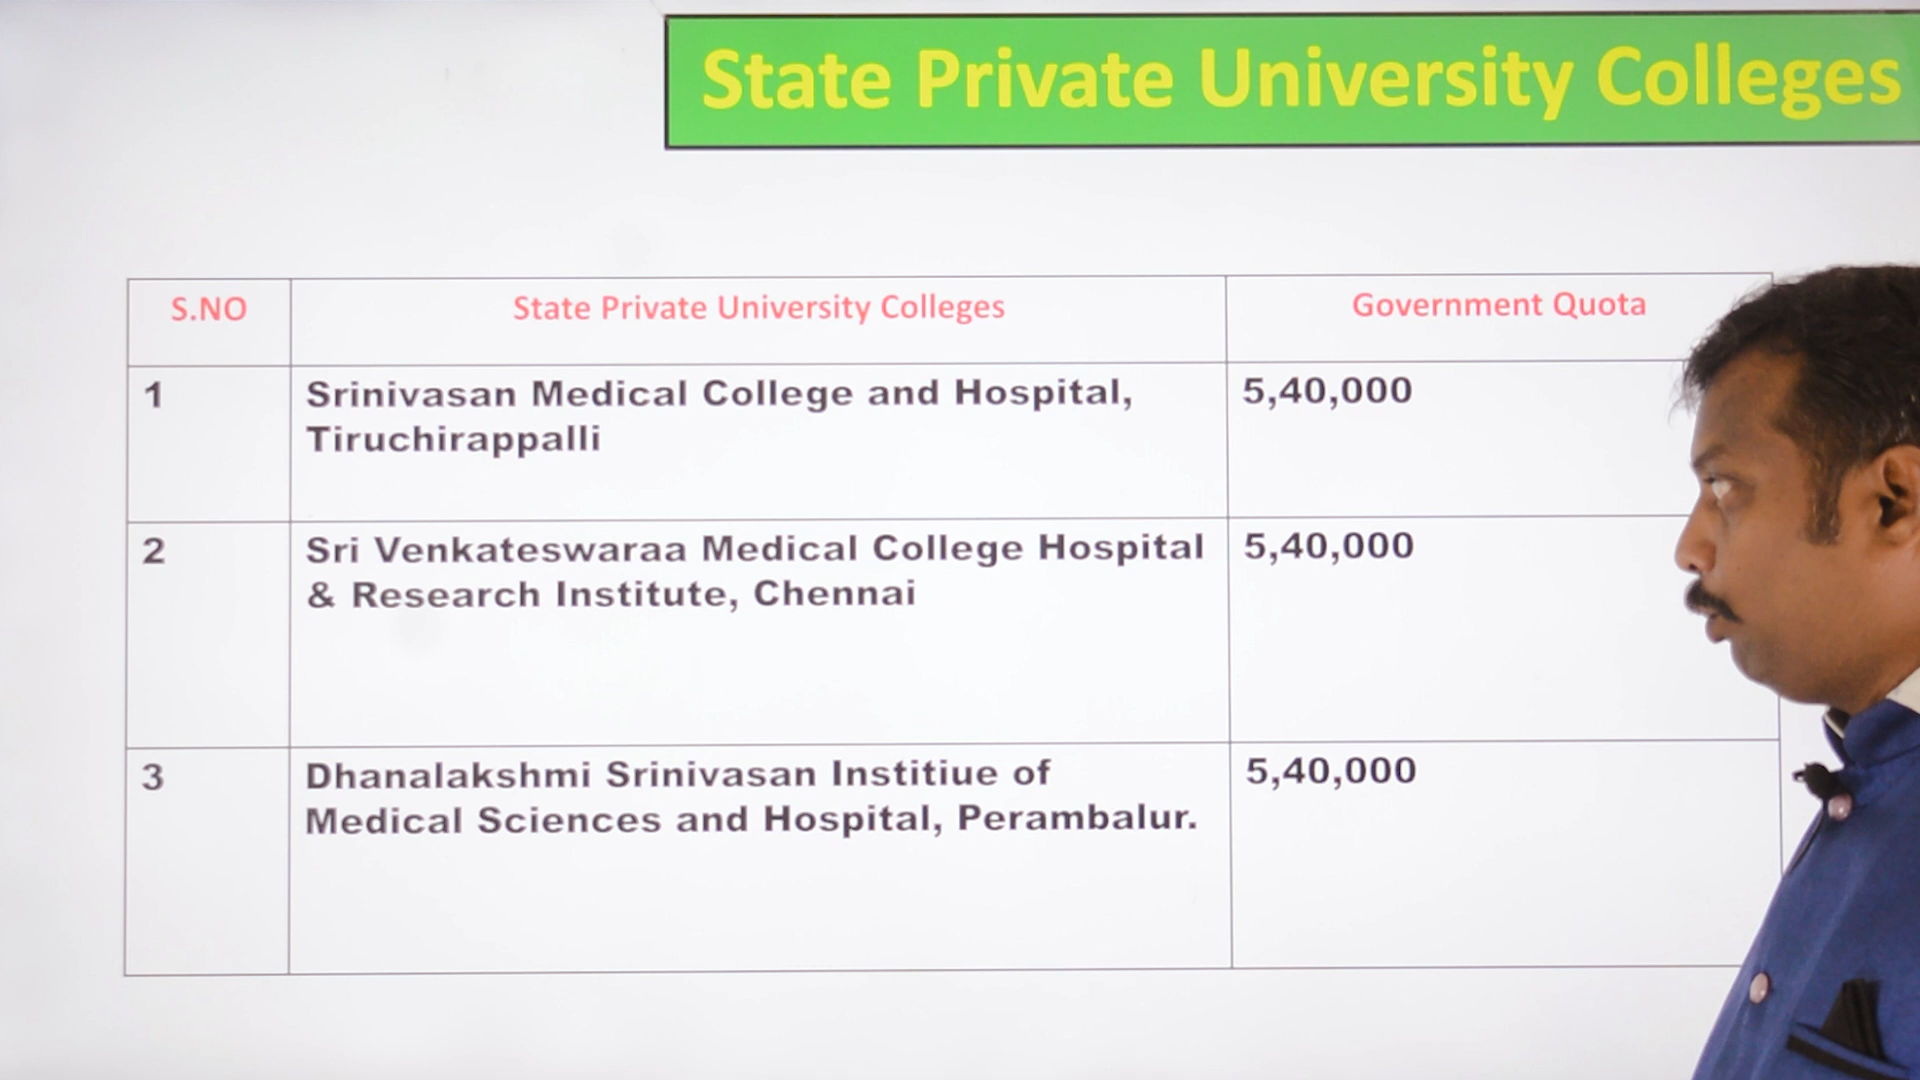 State Private University Colleges
S.NO State Private University Colleges Government Quota
1 Srinivasan Medical College and Hospital, 5,40,000
Tiruchirappalli
2 Sri Venkateswaraa Medical College Hospital 5,40,000
& Research Institute, Chennai
3 Dhanalakshmi Srinivasan Institiue of 5,40,000
Medical Sciences and Hospital, Perambalur.